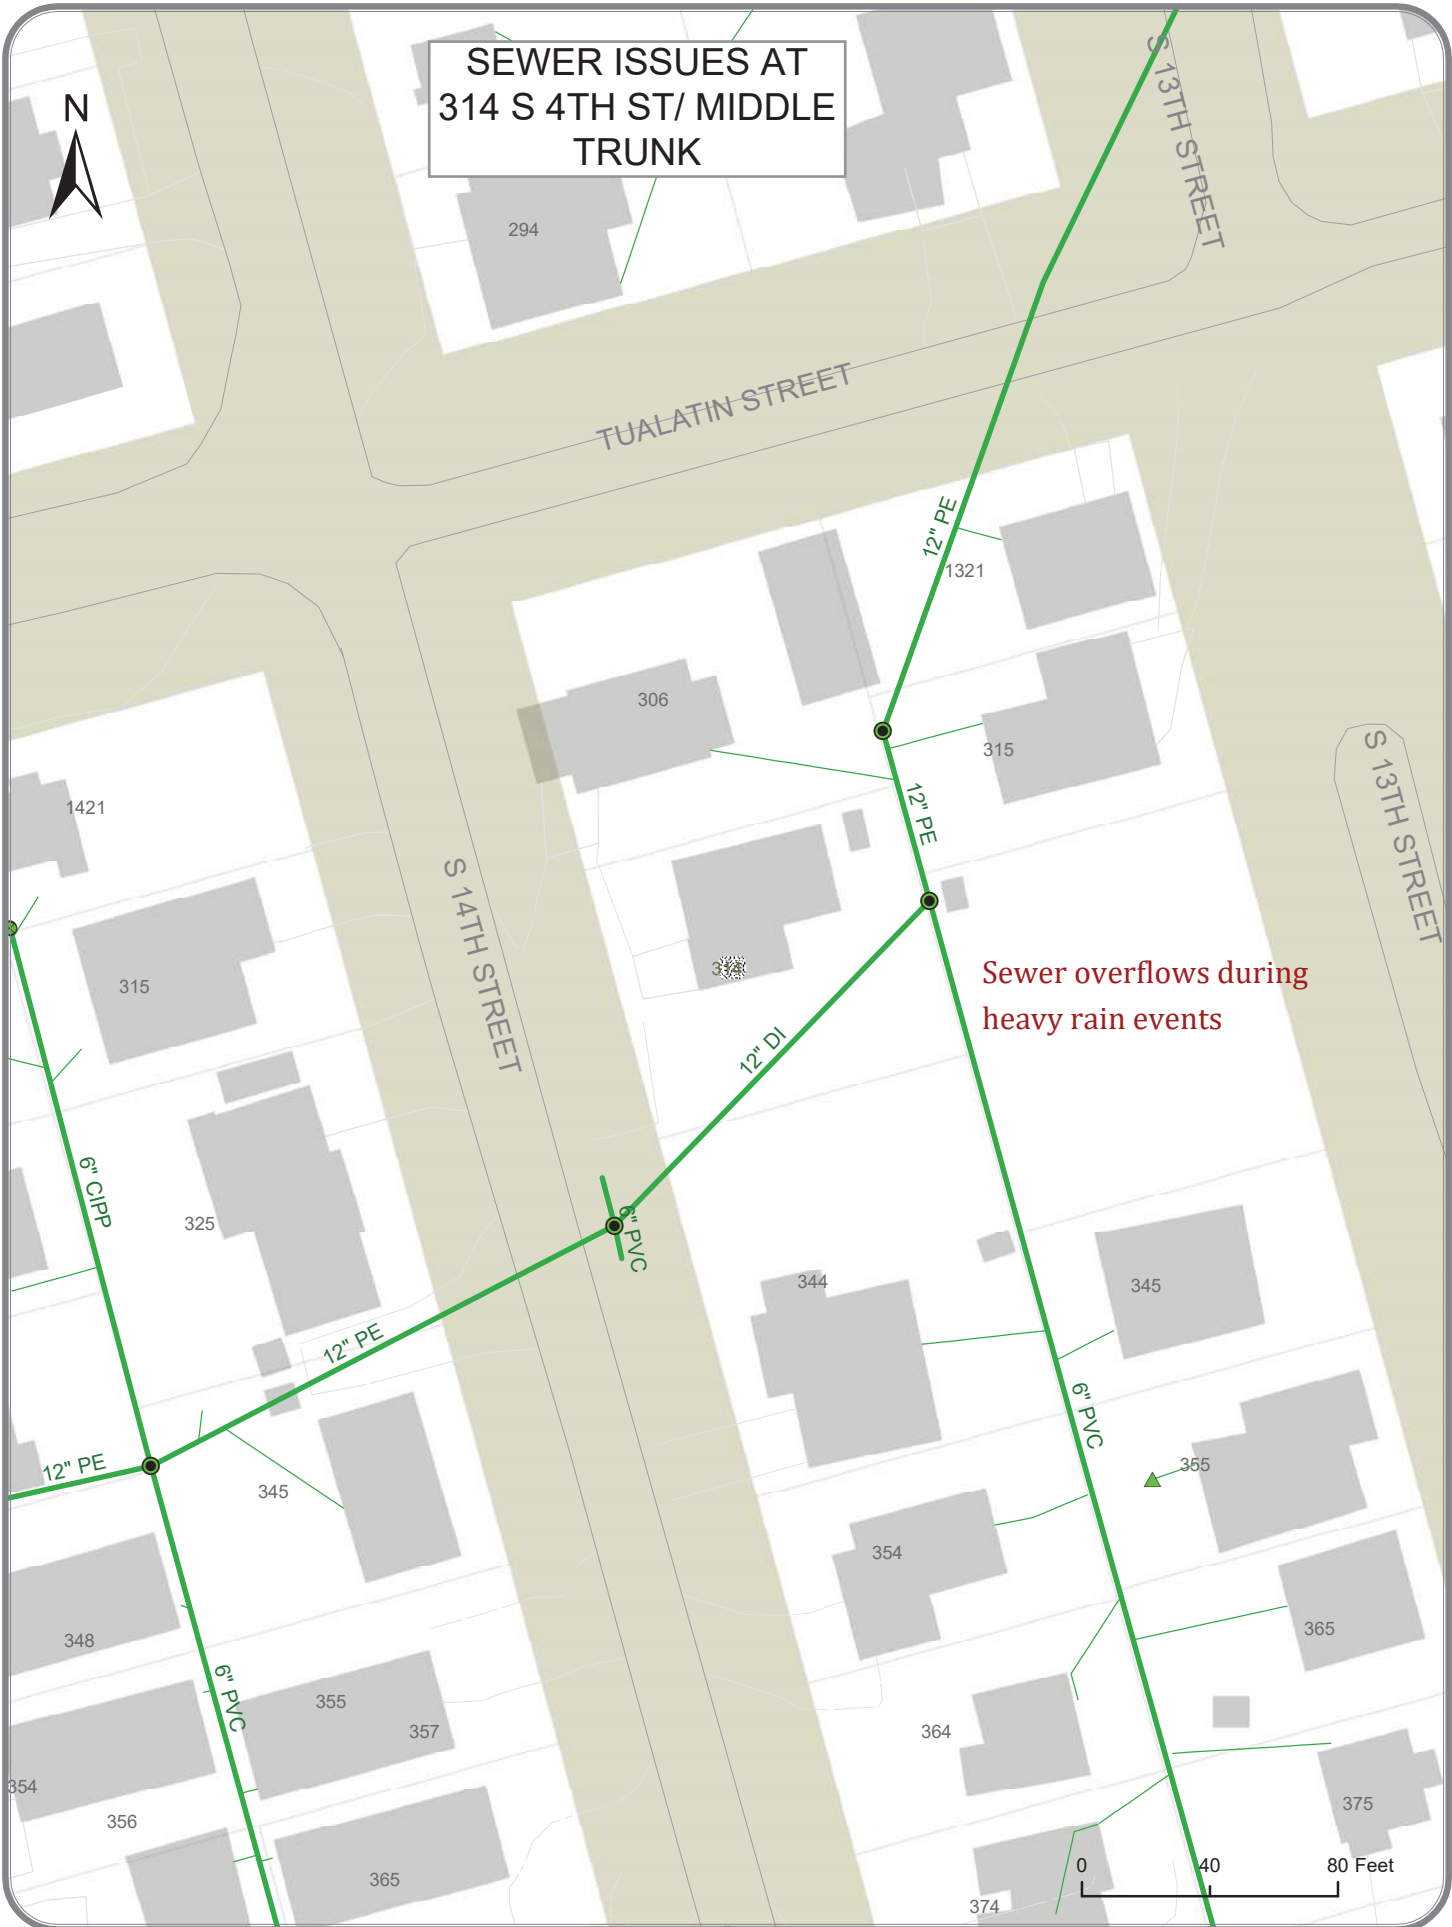 SEWER ISSUES AT
314 S 4TH ST/ MIDDLE
TRUNK
N
S 13TH STREET
294
TUALATIN STREET
12" PE
1321
306
315
S 13TH STREET
12" PE
1421
S 14TH STREET
315
Sewer overflows during
heavy rain events
12" DI
6" CIPP
325
6" PVC
344
345
12" PE
6" PVC
12" PE
345
355
354
348
365
6" PVC
355
357
364
354
356
375
365
374
0 40 80 Feet